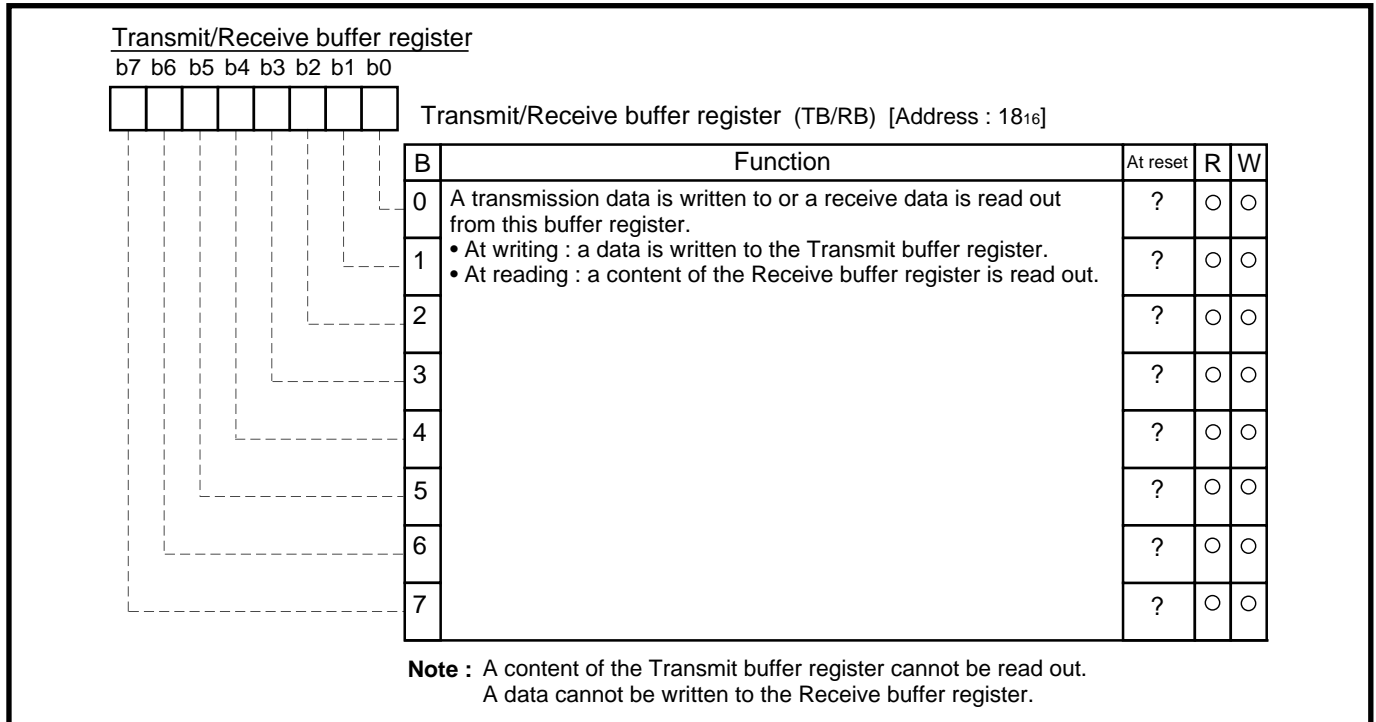 Transmit/Receive buffer register
b7 b6 b5 b4 b3 b2 b1 b0
Transmit/Receive buffer register (TB/RB) [Address : 18₁₆]
B Function At reset R W
0 A transmission data is written to or a receive data is read out ? ○ ○
from this buffer register.
• At writing : a data is written to the Transmit buffer register.
1 ? ○ ○
• At reading : a content of the Receive buffer register is read out.
2 ? ○ ○
3 ? ○ ○
4 ? ○ ○
5 ? ○ ○
6 ? ○ ○
7 ? ○ ○
Note : A content of the Transmit buffer register cannot be read out.
A data cannot be written to the Receive buffer register.